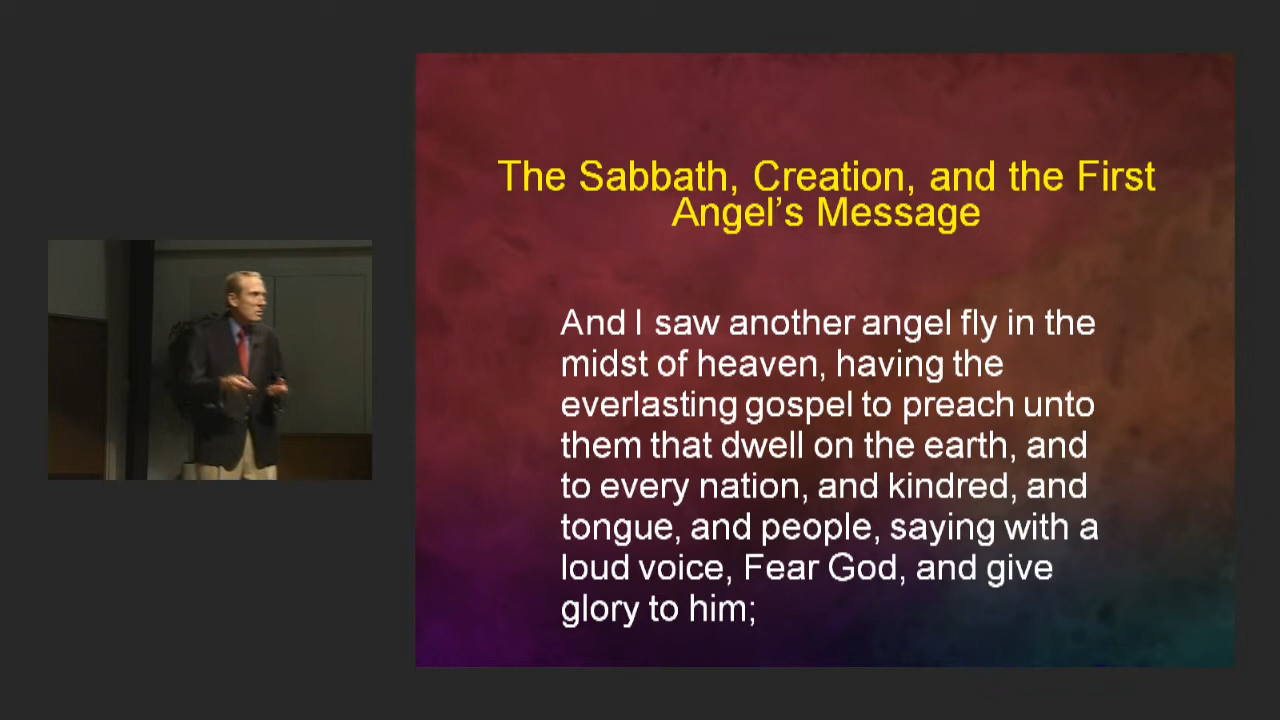 The Sabbath, Creation, and the First
Angel’s Message
And I saw another angel fly in the
midst of heaven, having the
everlasting gospel to preach unto
them that dwell on the earth, and
to every nation, and kindred, and
tongue, and people, saying with a
loud voice, Fear God, and give
glory to him;